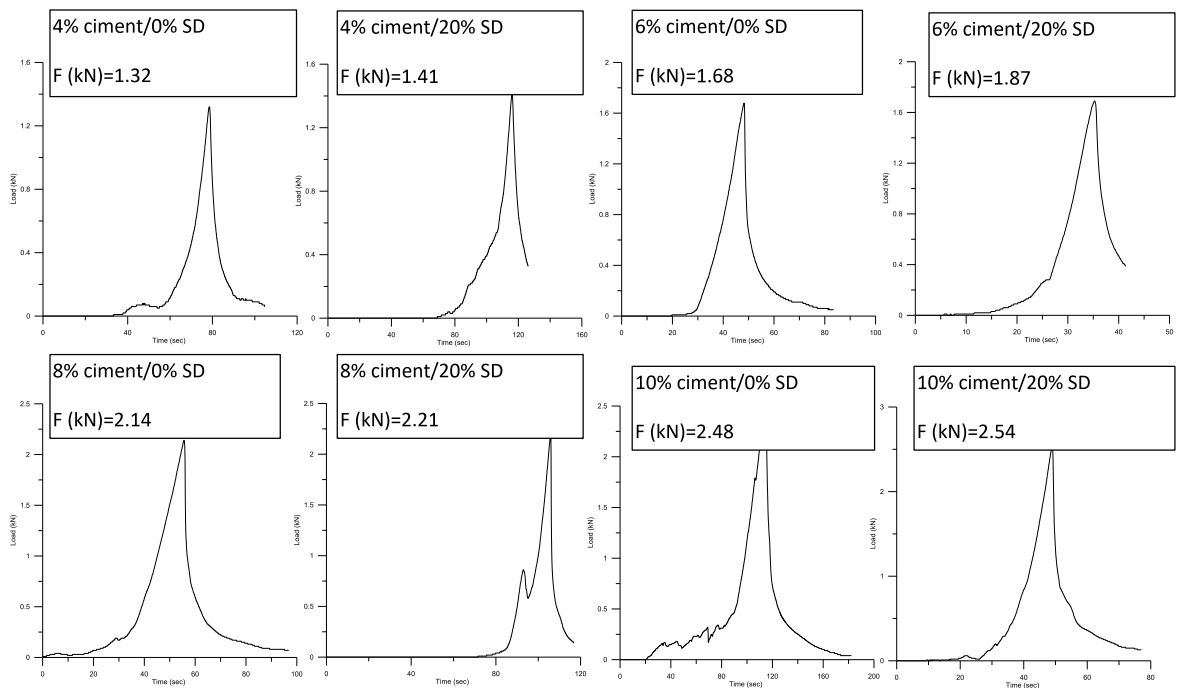 4% ciment/0% SD
F (kN)=1.32
1.6
1.2
0.8
0.4
0
Load (kN)
0 40 80 120
Time (sec)
4% ciment/20% SD
F (kN)=1.41
1.6
1.2
0.8
0.4
0
Load (kN)
0 40 80 120 160
Time (sec)
6% ciment/0% SD
F (kN)=1.68
2
1.6
1.2
0.8
0.4
0
Load (kN)
0 20 40 60 80 100
Time (sec)
6% ciment/20% SD
F (kN)=1.87
2
1.6
1.2
0.8
0.4
0
Load (kN)
0 10 20 30 40 50
Time (sec)
8% ciment/0% SD
F (kN)=2.14
2.5
2
1.5
1
0.5
0
Load (kN)
0 20 40 60 80 100
Time (sec)
8% ciment/20% SD
F (kN)=2.21
2.5
2
1.5
1
0.5
0
Load (kN)
0 40 80 120
Time (sec)
10% ciment/0% SD
F (kN)=2.48
2.5
2
1.5
1
0.5
0
Load (kN)
0 40 80 120 160 200
Time (sec)
10% ciment/20% SD
F (kN)=2.54
3
2
1
0
Load (kN)
0 20 40 60 80
Time (sec)